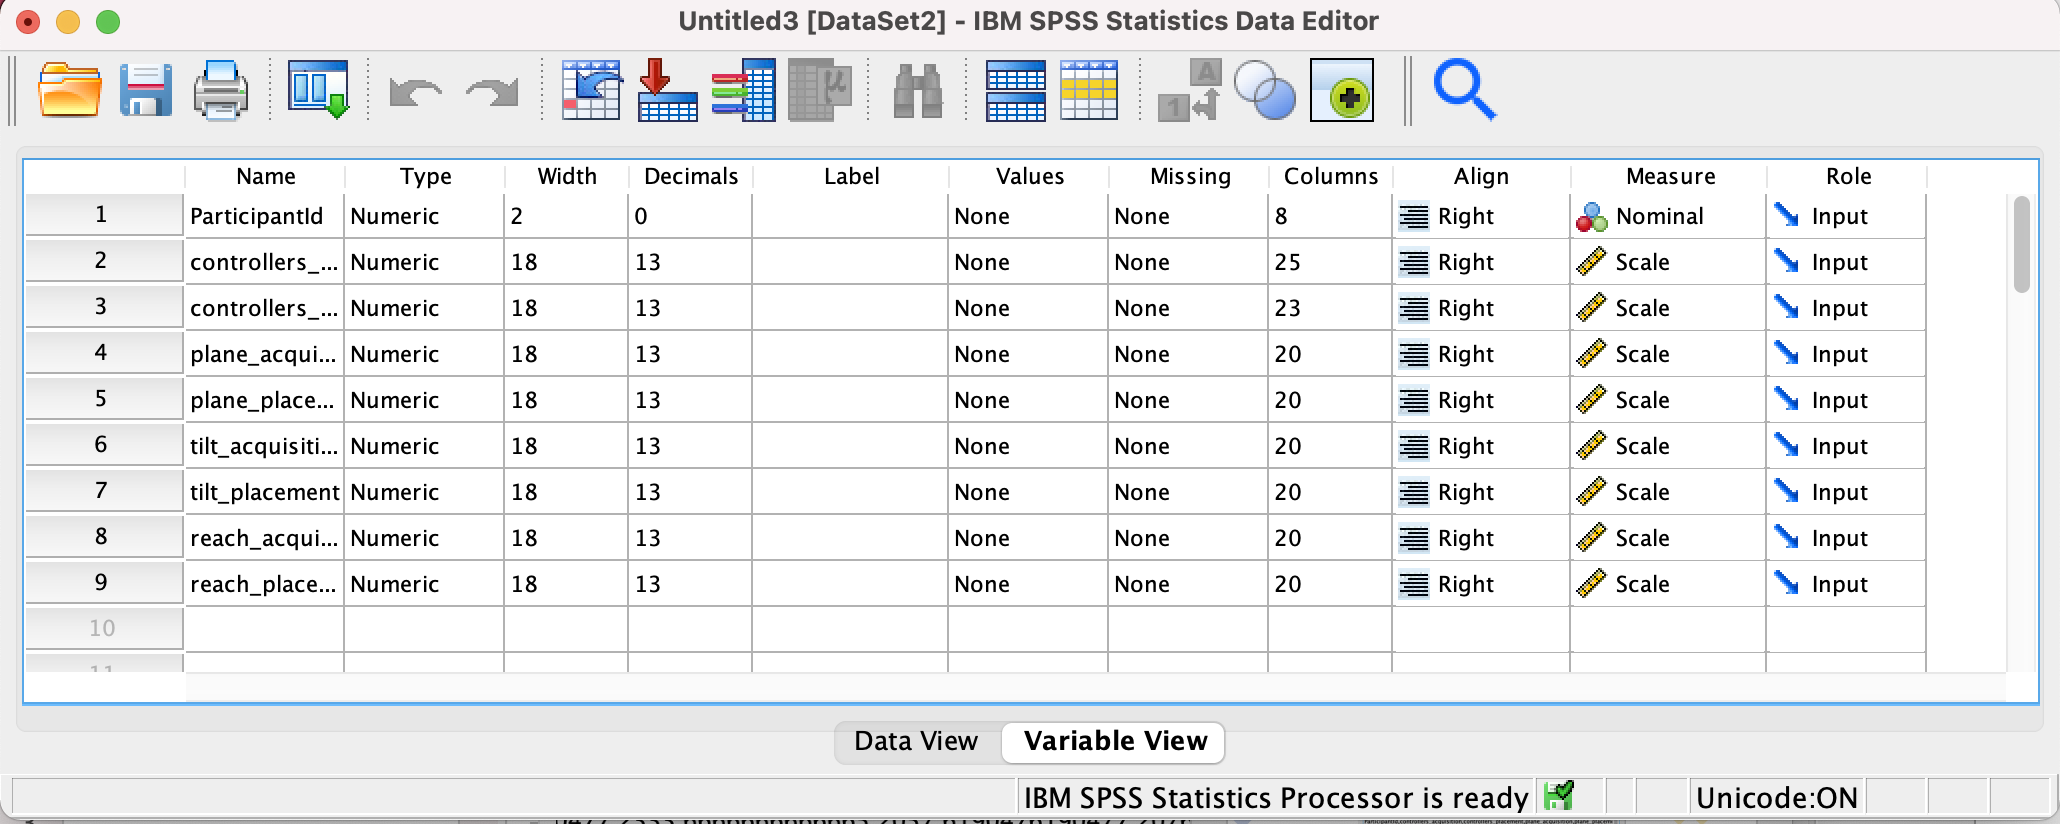 Untitled3 [DataSet2] - IBM SPSS Statistics Data Editor
A
1
μ
Name Type Width Decimals Label Values Missing Columns Align Measure Role
1 ParticipantId Numeric 2 0 None None 8 Right Nominal Input
2 controllers_... Numeric 18 13 None None 25 Right Scale Input
3 controllers_... Numeric 18 13 None None 23 Right Scale Input
4 plane_acqui... Numeric 18 13 None None 20 Right Scale Input
5 plane_place... Numeric 18 13 None None 20 Right Scale Input
6 tilt_acquisiti... Numeric 18 13 None None 20 Right Scale Input
7 tilt_placement Numeric 18 13 None None 20 Right Scale Input
8 reach_acqui... Numeric 18 13 None None 20 Right Scale Input
9 reach_place... Numeric 18 13 None None 20 Right Scale Input
10
11
Data View Variable View
IBM SPSS Statistics Processor is ready Unicode:ON